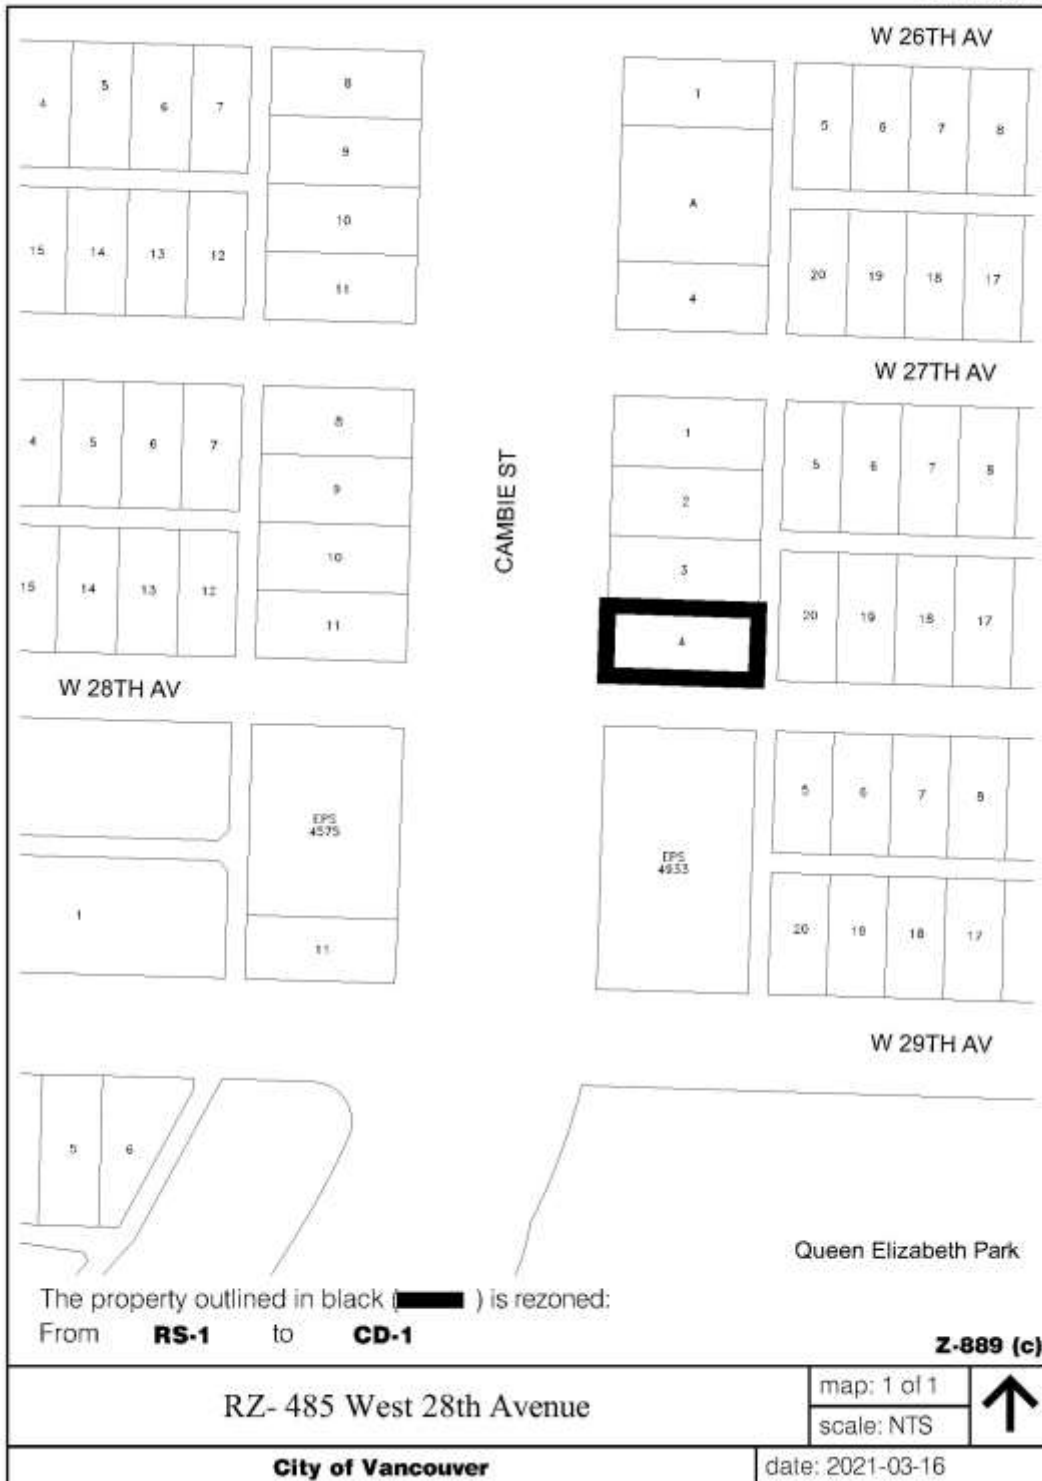 W 26TH AV
4 5 6 7 8 1 5 6 7 8
9
10 A
15 14 13 12 11 4 20 19 18 17
W 27TH AV
4 5 6 7 8 1 5 6 7 8
9 2
CAMBIE ST
10 3
15 14 13 12 11 4 20 19 18 17
W 28TH AV
EPS
4575
5 6 7 8
EPS
4933
1 11 20 19 18 17
W 29TH AV
5 6
Queen Elizabeth Park
The property outlined in black ( ) is rezoned:
From RS-1 to CD-1
Z-889 (c)
RZ- 485 West 28th Avenue
map: 1 of 1
scale: NTS
City of Vancouver
date: 2021-03-16